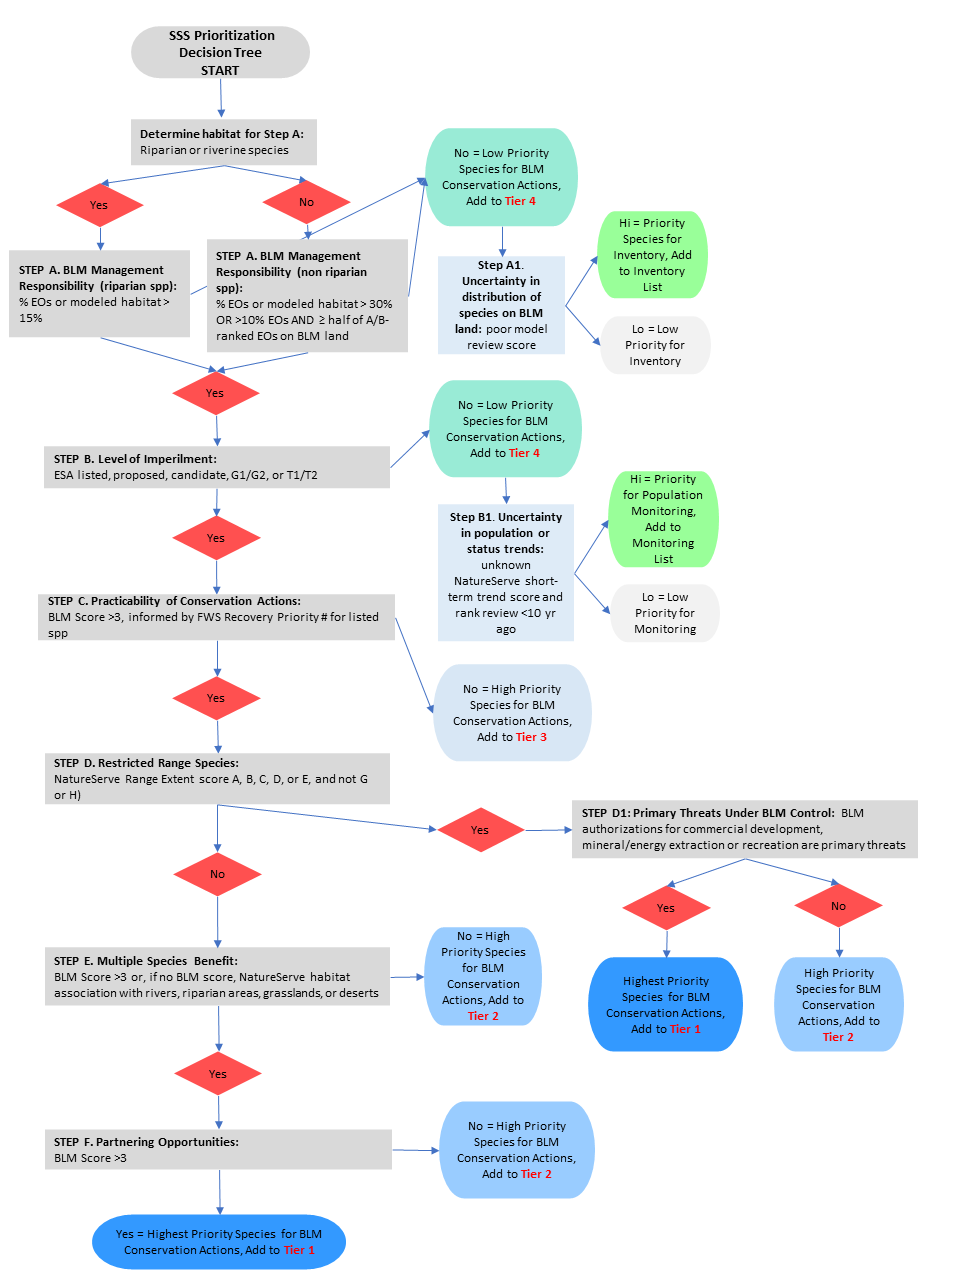 SSS Prioritization
Decision Tree
START
Determine habitat for Step A:
Riparian or riverine species
Yes
No
No = Low Priority
Species for BLM
Conservation Actions,
Add to Tier 4
STEP A. BLM Management
Responsibility (riparian spp):
% EOs or modeled habitat >
15%
STEP A. BLM Management
Responsibility (non riparian
spp):
% EOs or modeled habitat > 30%
OR >10% EOs AND ≥ half of A/B-
ranked EOs on BLM land
Step A1.
Uncertainty in
distribution of
species on BLM
land: poor model
review score
Hi = Priority
Species for
Inventory, Add
to Inventory
List
Lo = Low
Priority for
Inventory
Yes
STEP B. Level of Imperilment:
ESA listed, proposed, candidate, G1/G2, or T1/T2
No = Low Priority
Species for BLM
Conservation Actions,
Add to Tier 4
Step B1. Uncertainty
in population or
status trends:
unknown
NatureServe short-
term trend score and
rank review <10 yr
ago
Hi = Priority
for Population
Monitoring,
Add to
Monitoring
List
Lo = Low
Priority for
Monitoring
Yes
STEP C. Practicability of Conservation Actions:
BLM Score >3, informed by FWS Recovery Priority # for listed
spp
No = High Priority
Species for BLM
Conservation Actions,
Add to Tier 3
Yes
STEP D. Restricted Range Species:
NatureServe Range Extent score A, B, C, D, or E, and not G
or H)
Yes
STEP D1: Primary Threats Under BLM Control: BLM
authorizations for commercial development,
mineral/energy extraction or recreation are primary threats
No
Yes
No
STEP E. Multiple Species Benefit:
BLM Score >3 or, if no BLM score, NatureServe habitat
association with rivers, riparian areas, grasslands, or deserts
No = High
Priority Species
for BLM
Conservation
Actions, Add to
Tier 2
Highest Priority
Species for BLM
Conservation Actions,
Add to Tier 1
High Priority
Species for BLM
Conservation
Actions, Add to
Tier 2
Yes
STEP F. Partnering Opportunities:
BLM Score >3
No = High Priority
Species for BLM
Conservation Actions,
Add to Tier 2
Yes = Highest Priority Species for BLM
Conservation Actions, Add to Tier 1